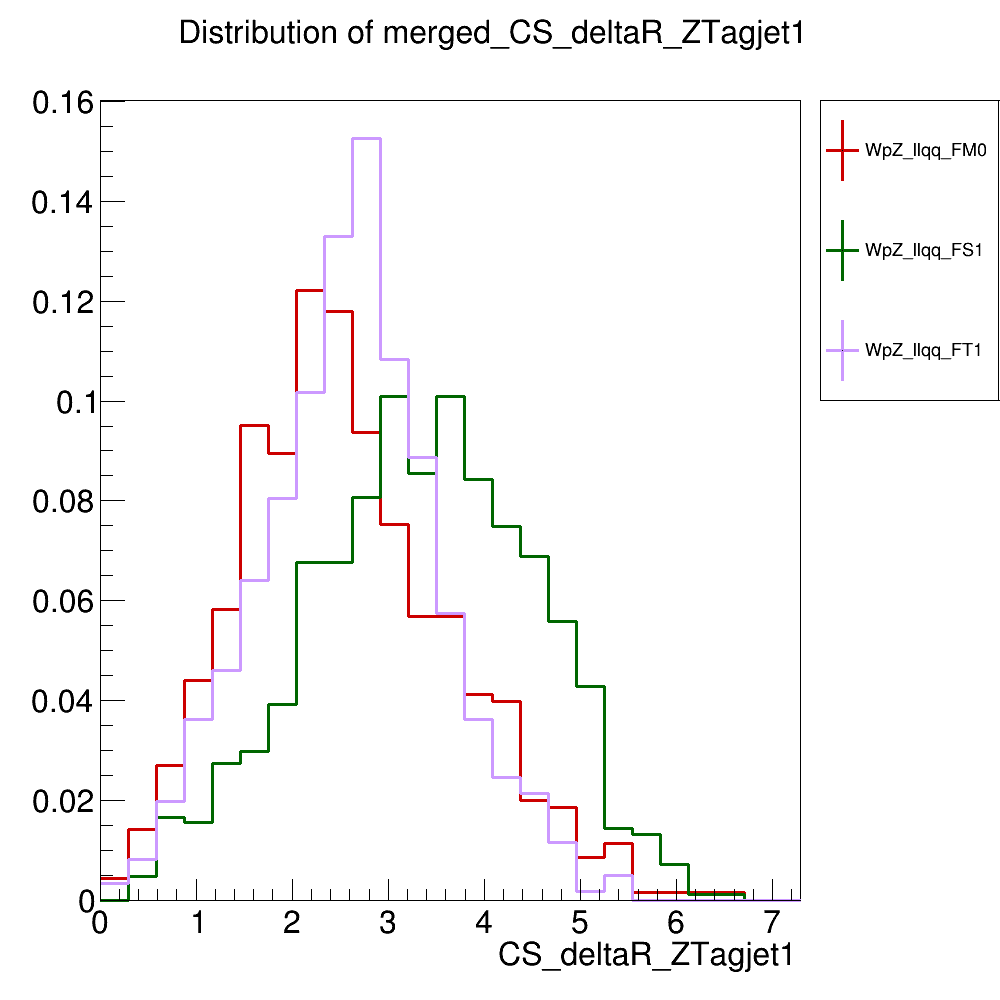 Distribution of merged_CS_deltaR_ZTagjet1
0.16
0.14
0.12
0.1
0.08
0.06
0.04
0.02
0
0 1 2 3 4 5 6 7
CS_deltaR_ZTagjet1
WpZ_llqq_FM0
WpZ_llqq_FS1
WpZ_llqq_FT1